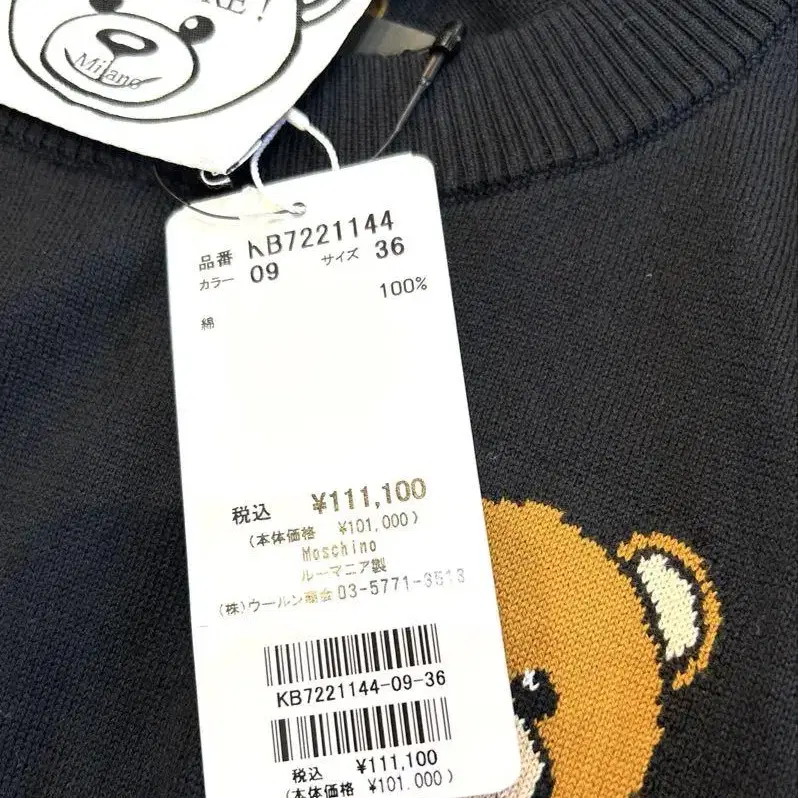 RE !
Milano
品番 KB7221144
カラー 09 サイズ 36
100%
綿
税込 ¥111,100
(本体価格 ¥101,000)
Moschino
ルーマニア製
(株)ウールン商会 03-5771-3513
KB7221144-09-36
税込 ¥111,100
(本体価格 ¥101,000)